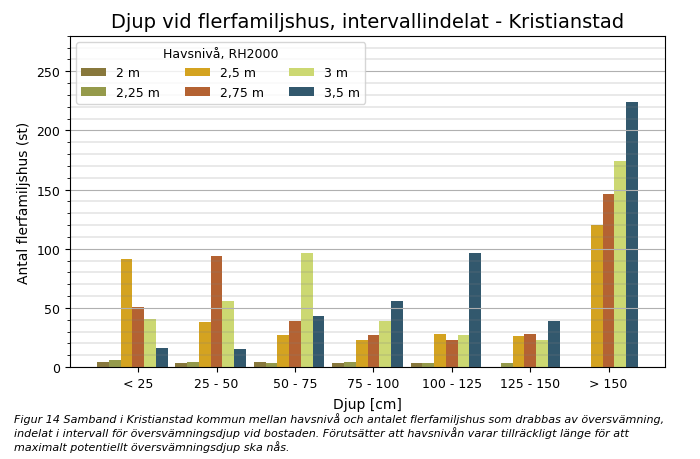 Djup vid flerfamiljshus, intervallindelat - Kristianstad
Havsnivå, RH2000
2 m 2,5 m 3 m
2,25 m 2,75 m 3,5 m
Antal flerfamiljshus (st)
250
200
150
100
50
0
< 25 25 - 50 50 - 75 75 - 100 100 - 125 125 - 150 > 150
Djup [cm]
Figur 14 Samband i Kristianstad kommun mellan havsnivå och antalet flerfamiljshus som drabbas av översvämning,
indelat i intervall för översvämningsdjup vid bostaden. Förutsätter att havsnivån varar tillräckligt länge för att
maximalt potentiellt översvämningsdjup ska nås.